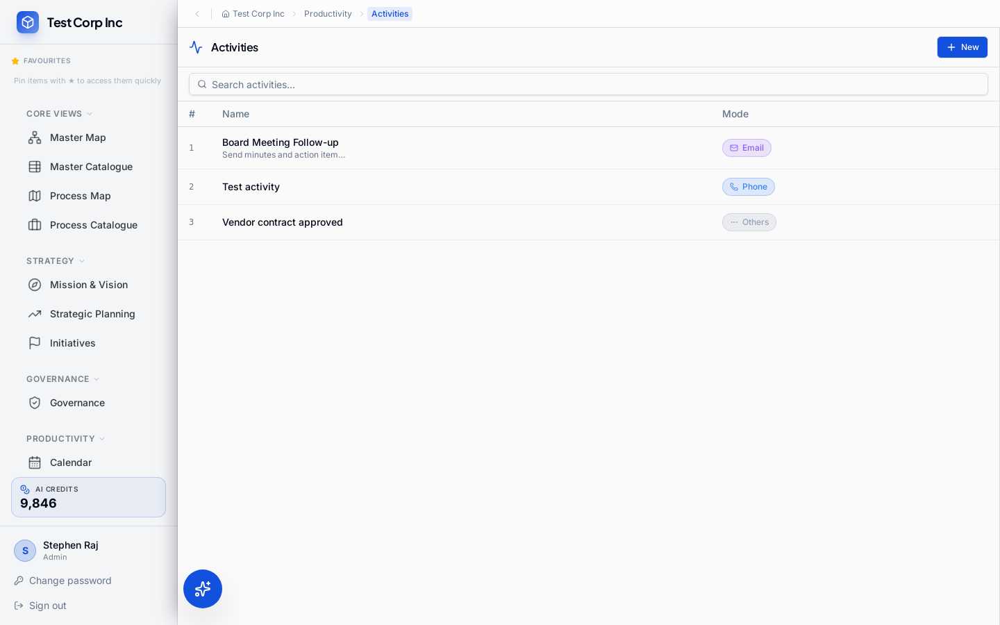 Test Corp Inc
FAVOURITES
Pin items with ★ to access them quickly
CORE VIEWS
Master Map
Master Catalogue
Process Map
Process Catalogue
STRATEGY
Mission & Vision
Strategic Planning
Initiatives
GOVERNANCE
Governance
PRODUCTIVITY
Calendar
AI CREDITS
9,846
S
Stephen Raj
Admin
Change password
Sign out
Test Corp Inc Productivity Activities
Activities
New
Search activities...
# Name Mode
1 Board Meeting Follow-up Email
Send minutes and action item...
2 Test activity Phone
3 Vendor contract approved Others